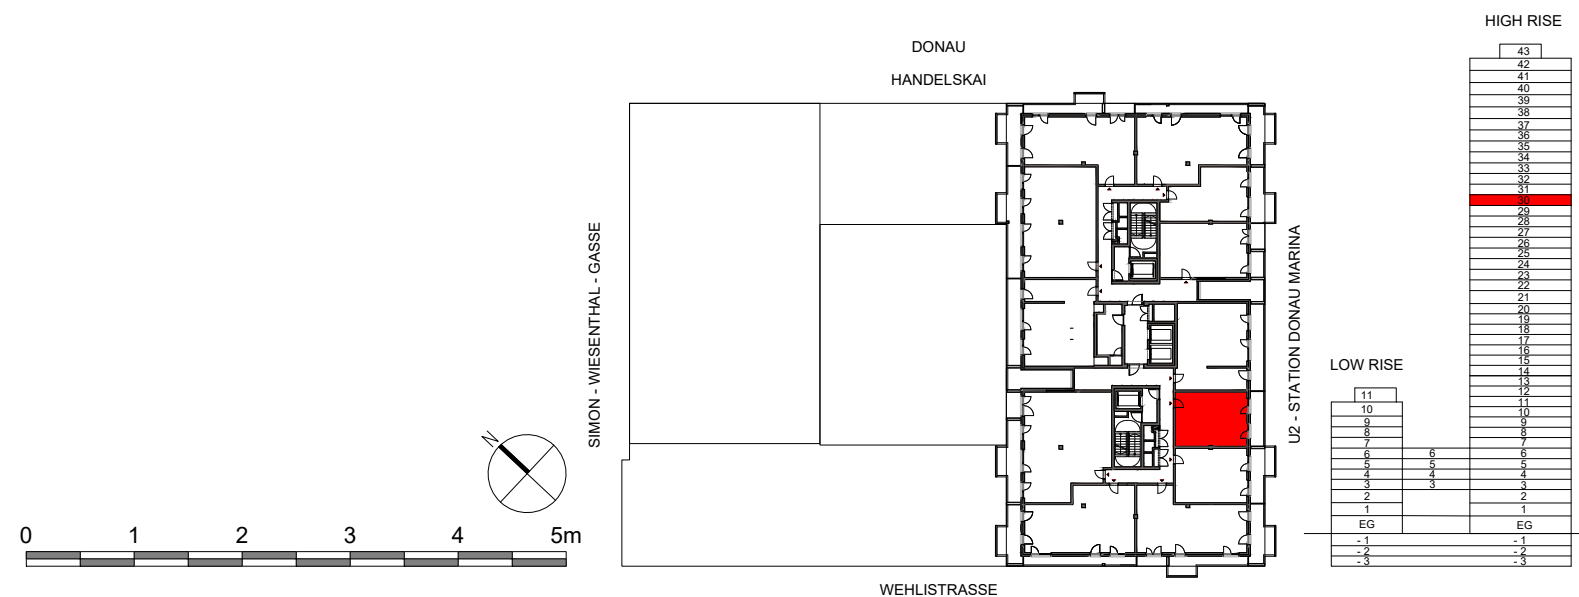 HIGH RISE
DONAU
HANDELSKAI
SIMON - WIESENTHAL - GASSE
U2 - STATION DONAU MARINA
WEHLISTRASSE
N
0 1 2 3 4 5m
LOW RISE
43
42
41
40
39
38
37
36
35
34
33
32
31
30
29
28
27
26
25
24
23
22
21
20
19
18
17
16
15
14
13
12
11 11
10 10
9 9
8 8
7 7
6 6 6
5 5 5
4 4 4
3 3 3
2 2
1 1
EG EG
- 1 - 1
- 2 - 2
- 3 - 3